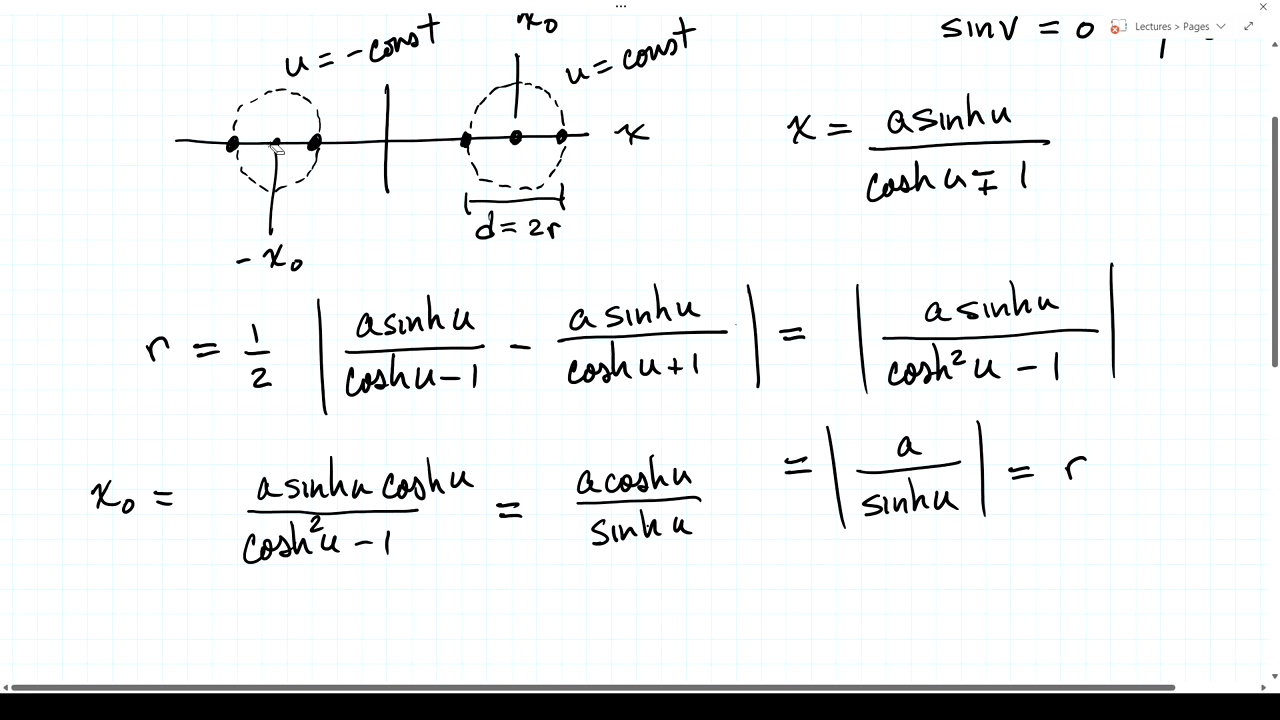 Lectures > Pages
sin v = 0
u = -const
x₀
u = const
x
-x₀
d = 2r
x = a sinh u / (cosh u ∓ 1)
r = 1/2 | a sinh u / (cosh u - 1) - a sinh u / (cosh u + 1) | = | a sinh u / (cosh² u - 1) |
= | a / sinh u | = r
x₀ = a sinh u cosh u / (cosh² u - 1) = a cosh u / sinh u